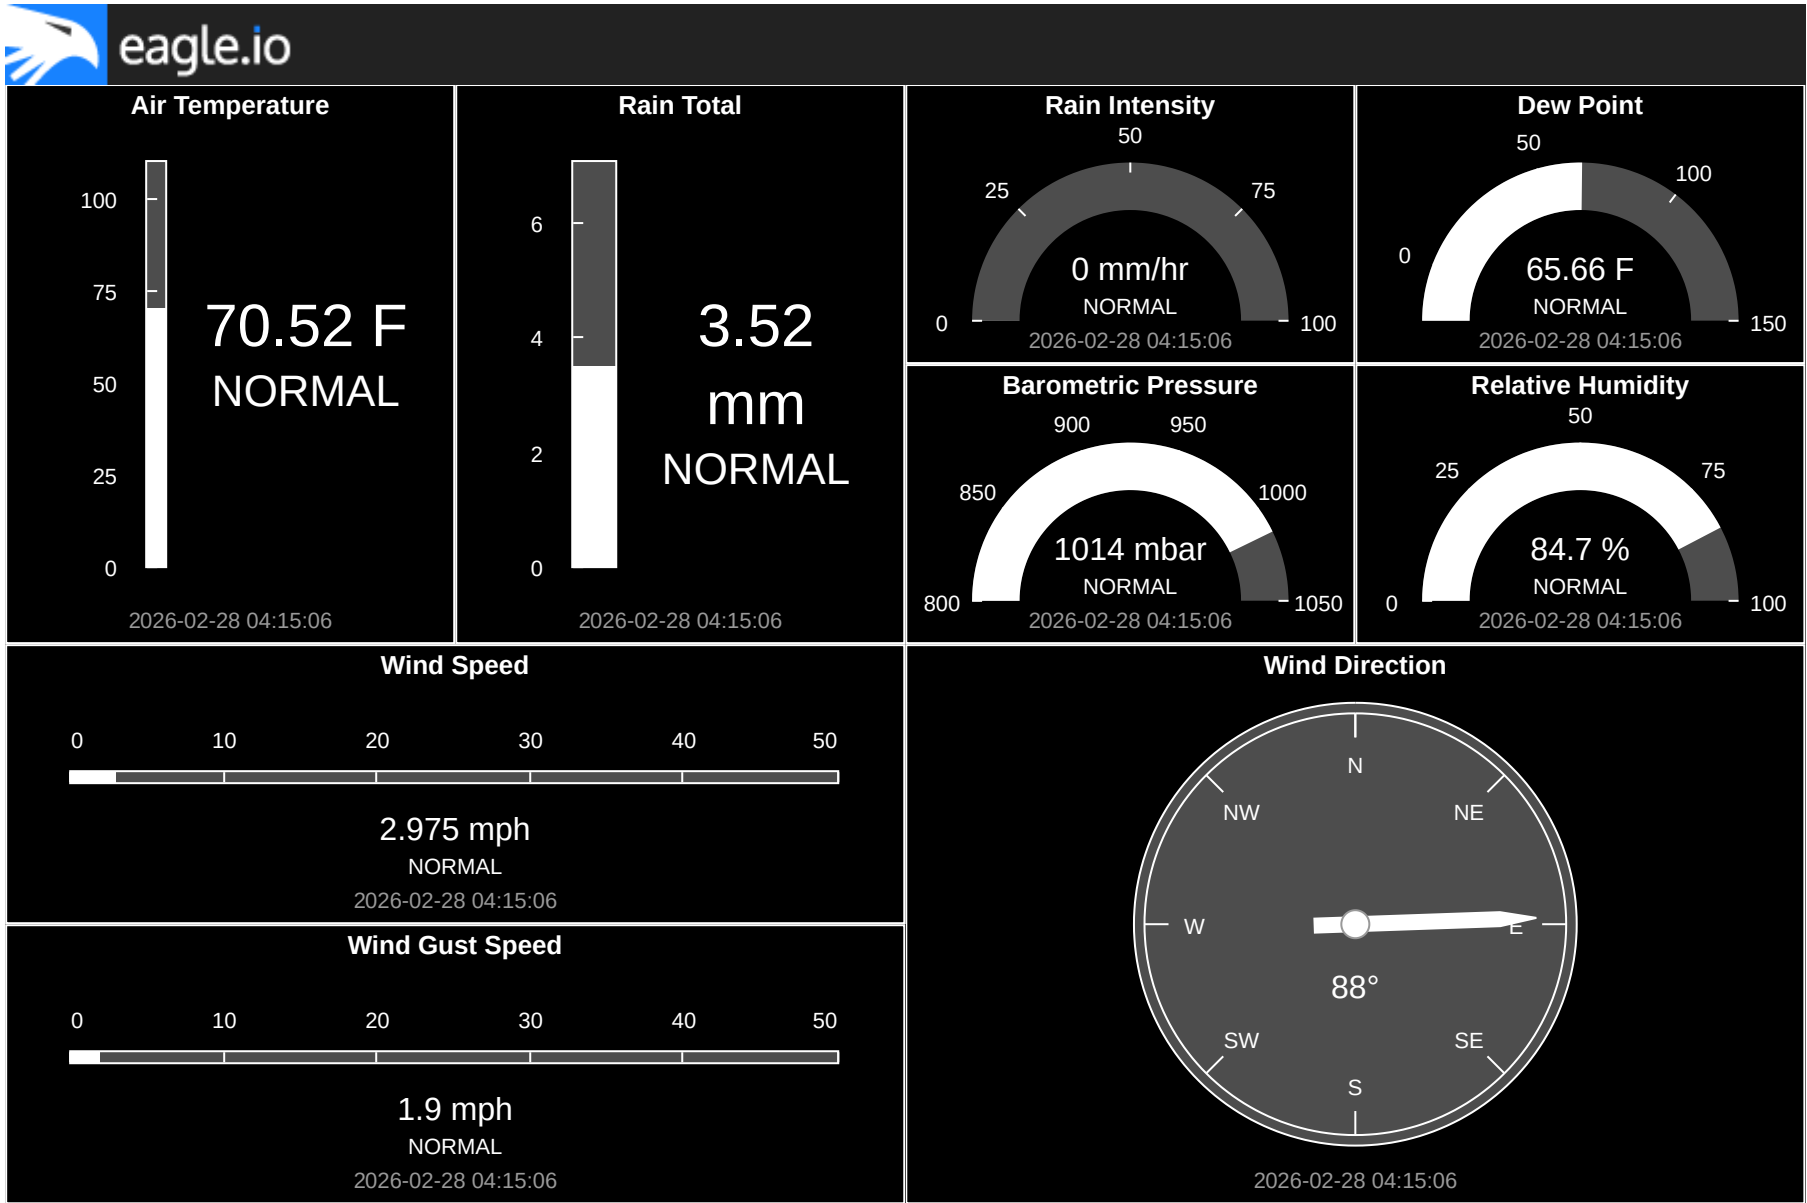 eagle.io
Air Temperature
100
75
50
25
0
70.52 F
NORMAL
2026-02-28 04:15:06
Rain Total
6
4
2
0
3.52
mm
NORMAL
2026-02-28 04:15:06
Rain Intensity
0
25
50
75
100
0 mm/hr
NORMAL
2026-02-28 04:15:06
Dew Point
0
50
100
150
65.66 F
NORMAL
2026-02-28 04:15:06
Barometric Pressure
800
850
900
950
1000
1050
1014 mbar
NORMAL
2026-02-28 04:15:06
Relative Humidity
0
25
50
75
100
84.7 %
NORMAL
2026-02-28 04:15:06
Wind Speed
0 10 20 30 40 50
2.975 mph
NORMAL
2026-02-28 04:15:06
Wind Gust Speed
0 10 20 30 40 50
1.9 mph
NORMAL
2026-02-28 04:15:06
Wind Direction
N
NW NE
W E
88°
SW SE
S
2026-02-28 04:15:06